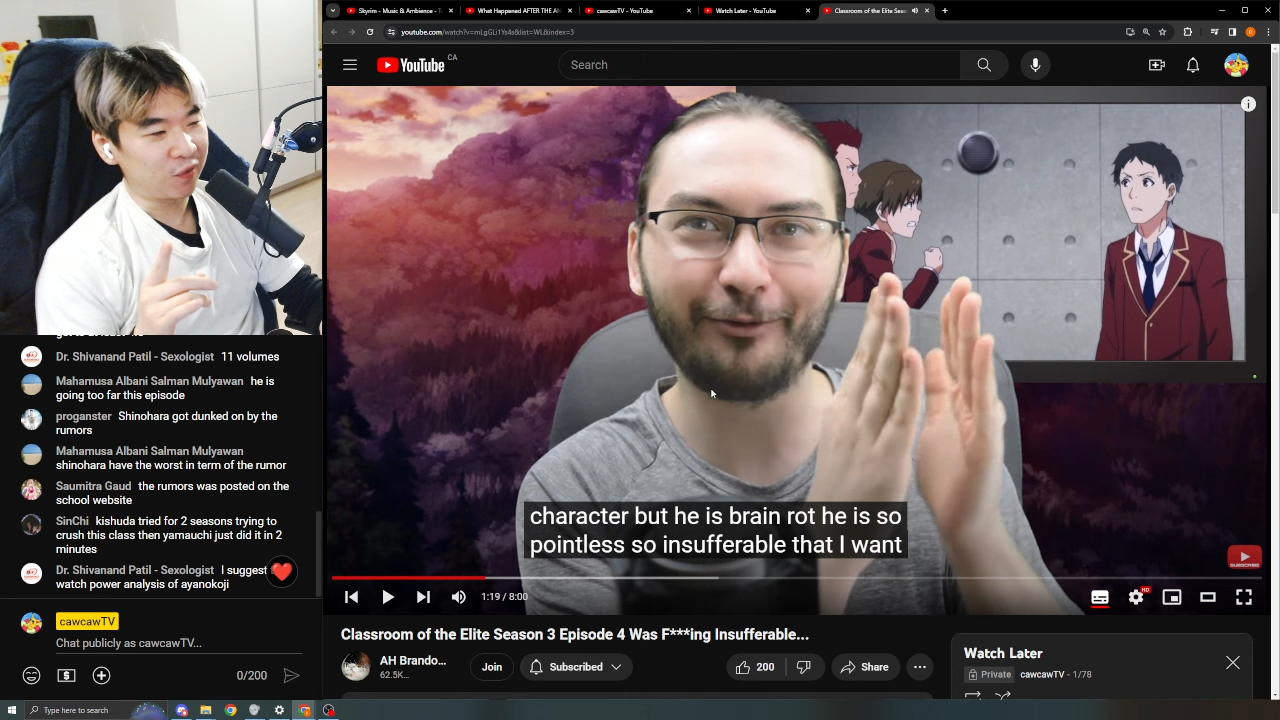 Skyrim - Music & Ambience - T
What Happened AFTER THE A
cawcawTV - YouTube
Watch Later - YouTube
Classroom of the Elite Seas
youtube.com/watch?v=mLgGLi1Ys4s&list=WL&index=3
YouTube CA
Search
Dr. Shivanand Patil - Sexologist 11 volumes
Mahamusa Albani Salman Mulyawan he is
going too far this episode
proganster Shinohara got dunked on by the
rumors
Mahamusa Albani Salman Mulyawan
shinohara have the worst in term of the rumor
Saumitra Gaud the rumors was posted on the
school website
SinChi kishuda tried for 2 seasons trying to
crush this class then yamauchi just did it in 2
minutes
Dr. Shivanand Patil - Sexologist I suggest
watch power analysis of ayanokoji
cawcawTV
Chat publicly as cawcawTV...
0/200
character but he is brain rot he is so
pointless so insufferable that I want
SUBSCRIBE
1:19 / 8:00
HD
Classroom of the Elite Season 3 Episode 4 Was F***ing Insufferable...
AH Brando...
62.5K...
Join
Subscribed
200
Share
Watch Later
Private cawcawTV - 1/78
Type here to search